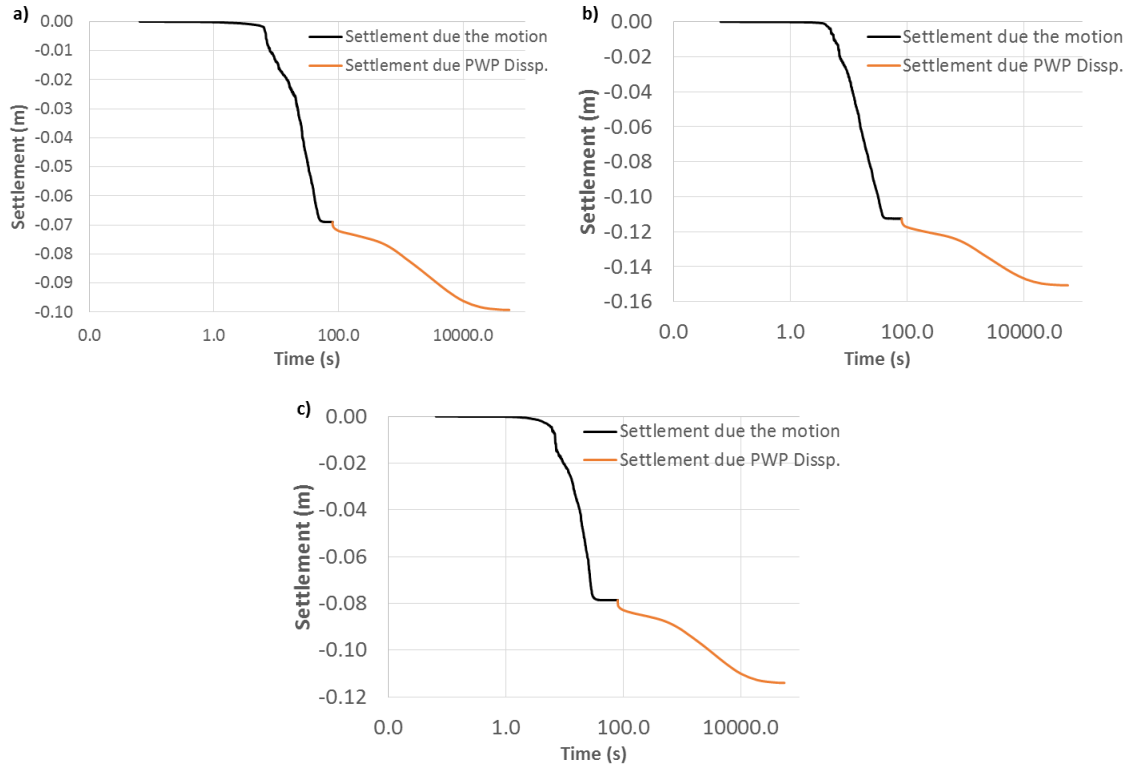 a)
0.00
-0.01
-0.02
-0.03
-0.04
-0.05
-0.06
-0.07
-0.08
-0.09
-0.10
Settlement (m)
Settlement due the motion
Settlement due PWP Dissp.
0.0 1.0 100.0 10000.0
Time (s)
b)
0.00
-0.02
-0.04
-0.06
-0.08
-0.10
-0.12
-0.14
-0.16
Settlement (m)
Settlement due the motion
Settlement due PWP Dissp.
0.0 1.0 100.0 10000.0
Time (s)
c)
0.00
-0.02
-0.04
-0.06
-0.08
-0.10
-0.12
Settlement (m)
Settlement due the motion
Settlement due PWP Dissp.
0.0 1.0 100.0 10000.0
Time (s)